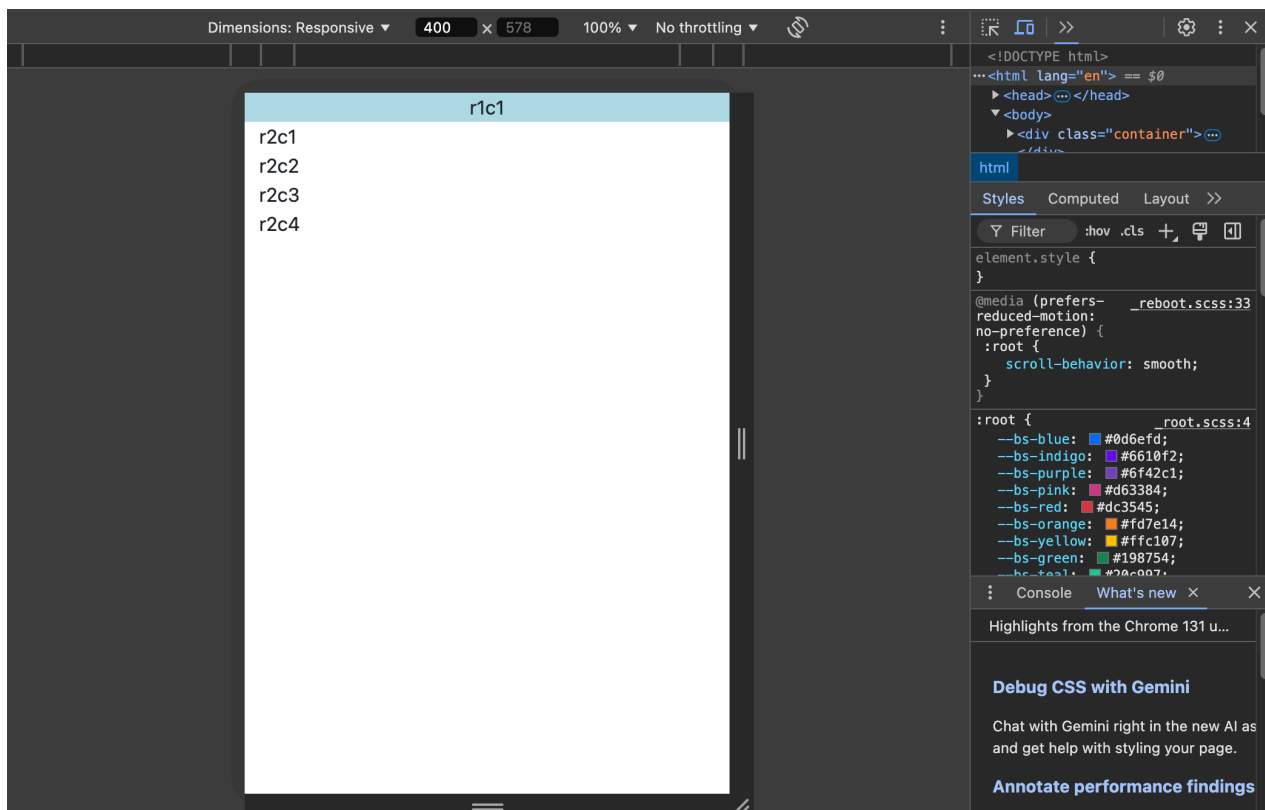 Dimensions: Responsive ▼ 400 × 578 100% ▼ No throttling ▼
r1c1
r2c1
r2c2
r2c3
r2c4
<!DOCTYPE html>
<html lang="en"> == $0
<head> </head>
<body>
<div class="container">
html
Styles Computed Layout
Filter :hov .cls
element.style {
}
@media (prefers- _reboot.scss:33
reduced-motion:
no-preference) {
:root {
scroll-behavior: smooth;
}
}
:root { _root.scss:4
--bs-blue: #0d6efd;
--bs-indigo: #6610f2;
--bs-purple: #6f42c1;
--bs-pink: #d63384;
--bs-red: #dc3545;
--bs-orange: #fd7e14;
--bs-yellow: #ffc107;
--bs-green: #198754;
--bs-teal: #20c997;
Console What's new ×
Highlights from the Chrome 131 u...
Debug CSS with Gemini
Chat with Gemini right in the new AI as
and get help with styling your page.
Annotate performance findings